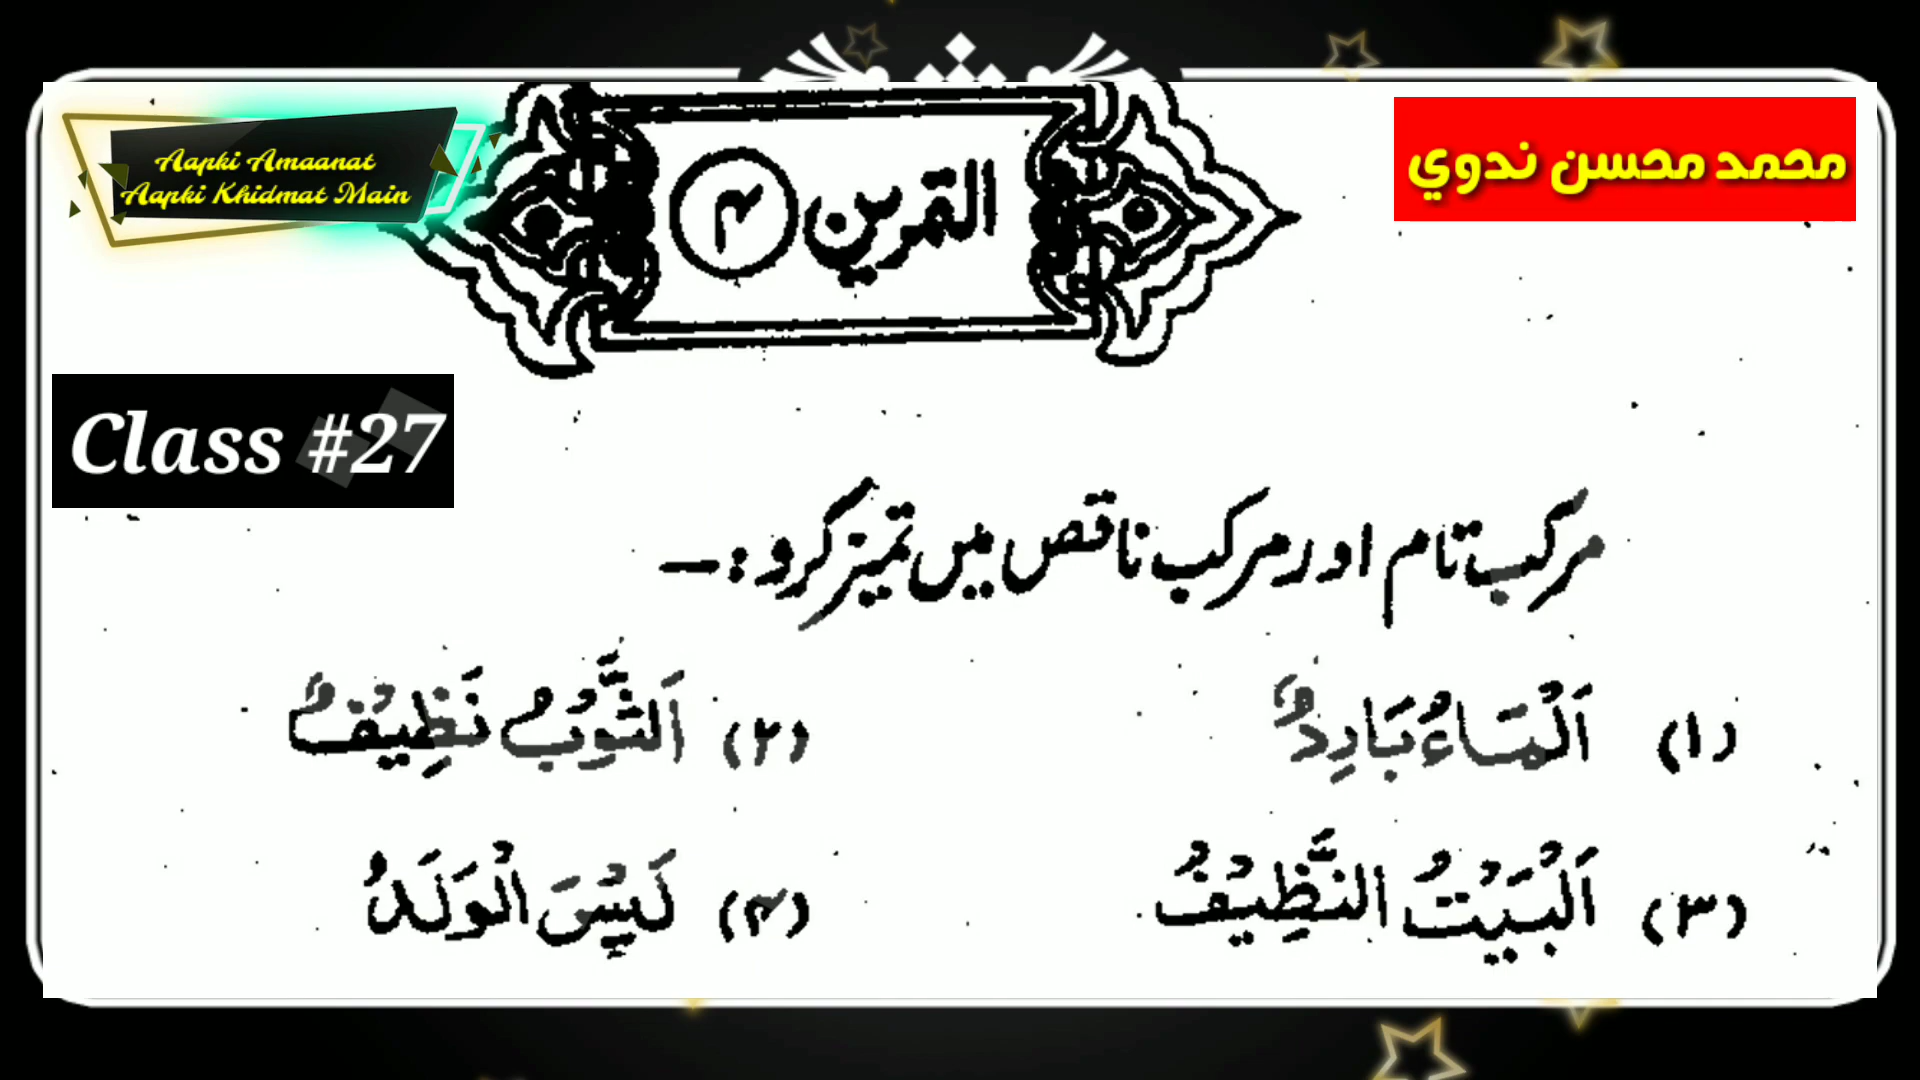 Aapki Amaanat
Aapki Khidmat Main
محمد محسن ندوي
التمرين ۴
Class #27
مرکب تام اور مرکب ناقص میں تمیز کرو :۔
(۱) اَلْمَاءُ بَارِدٌ
(۲) اَلثَّوْبُ نَظِيْفٌ
(۳) اَلْبَيْتُ النَّظِيْفُ
(۴) لَيْسَ الْوَلَدُ